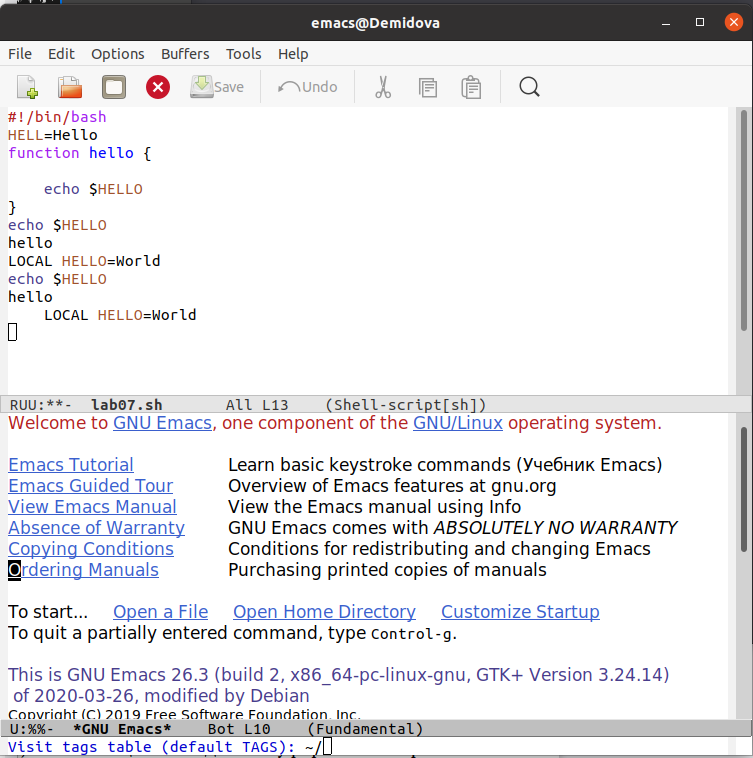 emacs@Demidova
File Edit Options Buffers Tools Help
Save Undo
#!/bin/bash
HELL=Hello
function hello {
    echo $HELLO
}
echo $HELLO
hello
LOCAL HELLO=World
echo $HELLO
hello
    LOCAL HELLO=World
RUU:**-  lab07.sh       All L13    (Shell-script[sh])
Welcome to GNU Emacs, one component of the GNU/Linux operating system.
Emacs Tutorial Learn basic keystroke commands (Учебник Emacs)
Emacs Guided Tour Overview of Emacs features at gnu.org
View Emacs Manual View the Emacs manual using Info
Absence of Warranty GNU Emacs comes with ABSOLUTELY NO WARRANTY
Copying Conditions Conditions for redistributing and changing Emacs
Ordering Manuals Purchasing printed copies of manuals
To start... Open a File Open Home Directory Customize Startup
To quit a partially entered command, type control-g.
This is GNU Emacs 26.3 (build 2, x86_64-pc-linux-gnu, GTK+ Version 3.24.14)
 of 2020-03-26, modified by Debian
Copyright (C) 2019 Free Software Foundation, Inc.
U:%%-  *GNU Emacs*    Bot L10    (Fundamental)
Visit tags table (default TAGS): ~/